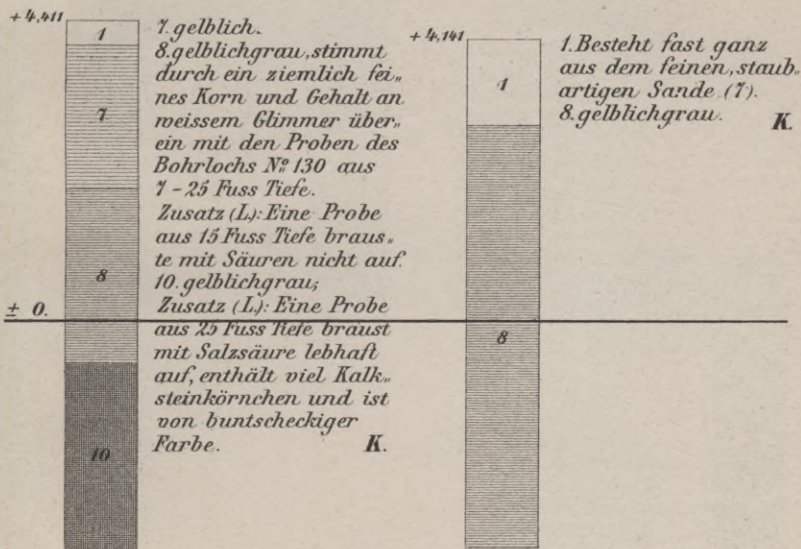 + 4,411
1
7
8
± 0.
10
7. gelblich.
8. gelblichgrau, stimmt
durch ein ziemlich fei„
nes Korn und Gehalt an
weissem Glimmer über„
ein mit den Proben des
Bohrlochs No. 130 aus
7 - 25 Fuss Tiefe.
Zusatz (L.): Eine Probe
aus 15 Fuss Tiefe braus„
te mit Säuren nicht auf.
10. gelblichgrau;
Zusatz (L.): Eine Probe
aus 25 Fuss Tiefe braust
mit Salzsäure lebhaft
auf, enthält viel Kalk„
steinkörnchen und ist
von buntscheckiger
Farbe. K.
+ 4,141
1
8
1. Besteht fast ganz
aus dem feinen, staub„
artigen Sande (7).
8. gelblichgrau. K.